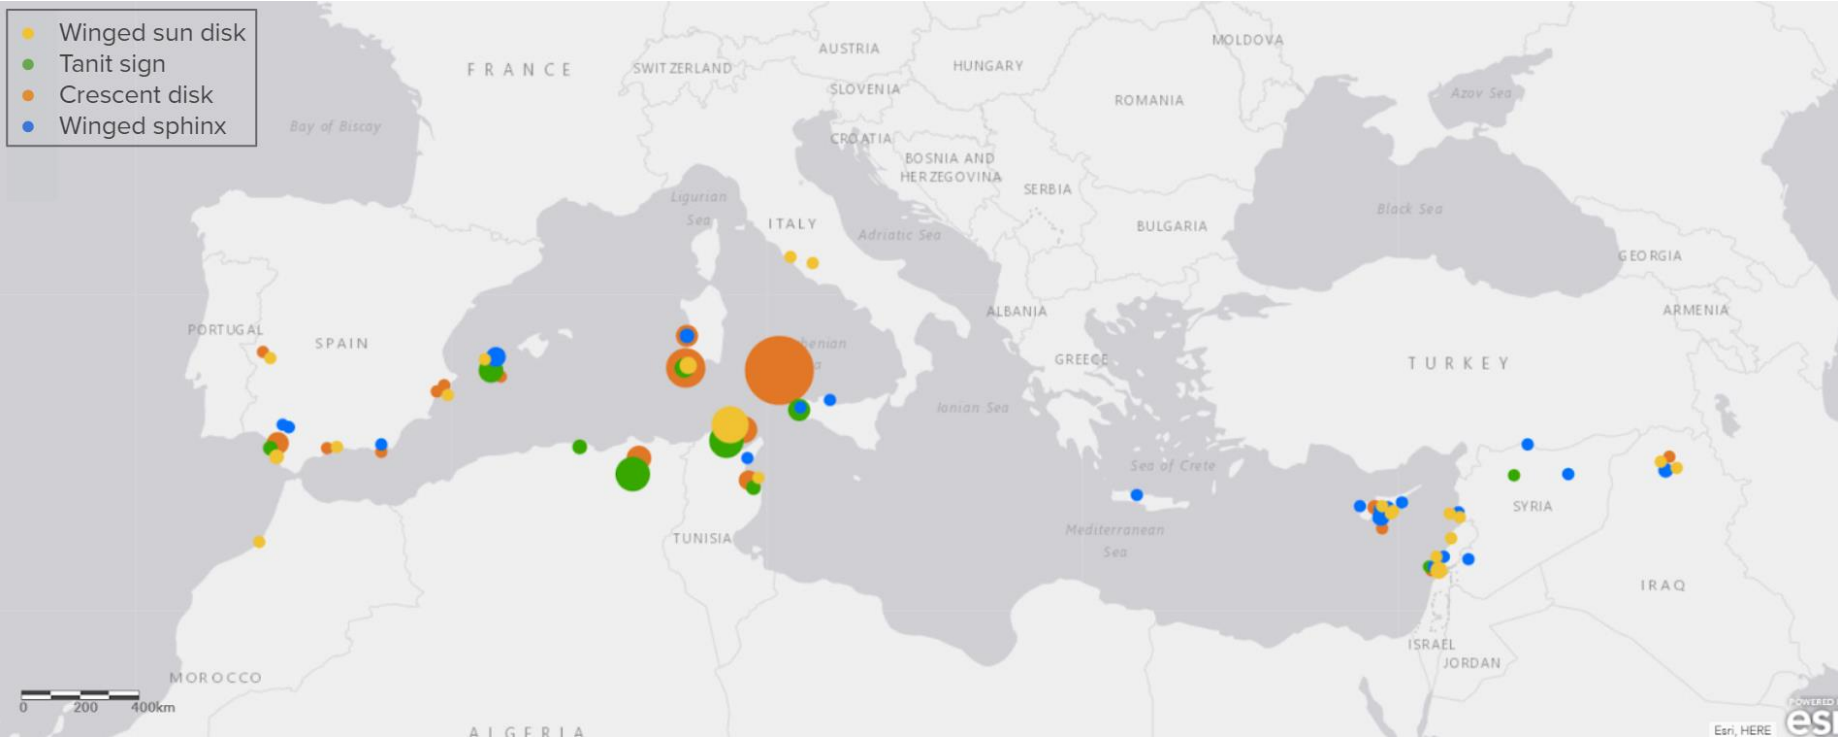 Winged sun disk
Tanit sign
Crescent disk
Winged sphinx
MOLDOVA
AUSTRIA
FRANCE
SWITZERLAND
HUNGARY
SLOVENIA
Azov Sea
ROMANIA
Bay of Biscay
CROATIA
BOSNIA AND
HERZEGOVINA
SERBIA
Ligurian
Sea
ITALY
Adriatic Sea
Black Sea
BULGARIA
GEORGIA
ALBANIA
ARMENIA
PORTUGAL
SPAIN
GREECE
TURKEY
Ionian Sea
Sea of Crete
SYRIA
Mediterranean
Sea
TUNISIA
IRAQ
ISRAEL
JORDAN
MOROCCO
0 200 400km
ALGERIA
POWERED
esri
Esri, HERE